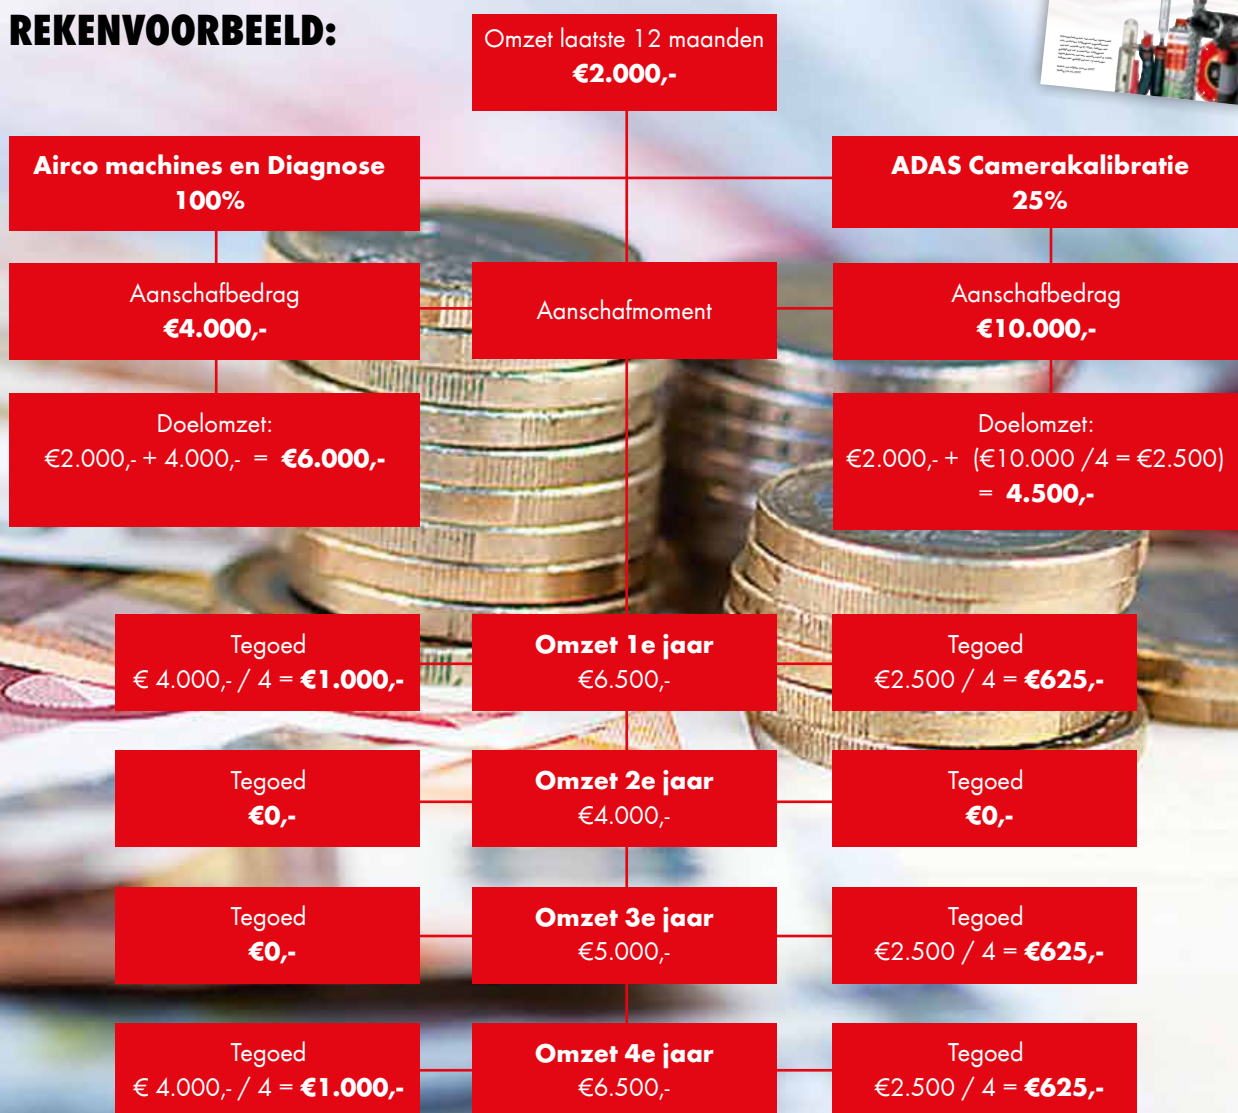 REKENVOORBEELD:
Omzet laatste 12 maanden
€2.000,-
Airco machines en Diagnose
100%
ADAS Camerakalibratie
25%
Aanschafbedrag
€4.000,-
Aanschafmoment
Aanschafbedrag
€10.000,-
Doelomzet:
€2.000,- + 4.000,- = €6.000,-
Doelomzet:
€2.000,- + (€10.000 /4 = €2.500)
= 4.500,-
Tegoed
€ 4.000,- / 4 = €1.000,-
Omzet 1e jaar
€6.500,-
Tegoed
€2.500 / 4 = €625,-
Tegoed
€0,-
Omzet 2e jaar
€4.000,-
Tegoed
€0,-
Tegoed
€0,-
Omzet 3e jaar
€5.000,-
Tegoed
€2.500 / 4 = €625,-
Tegoed
€ 4.000,- / 4 = €1.000,-
Omzet 4e jaar
€6.500,-
Tegoed
€2.500 / 4 = €625,-